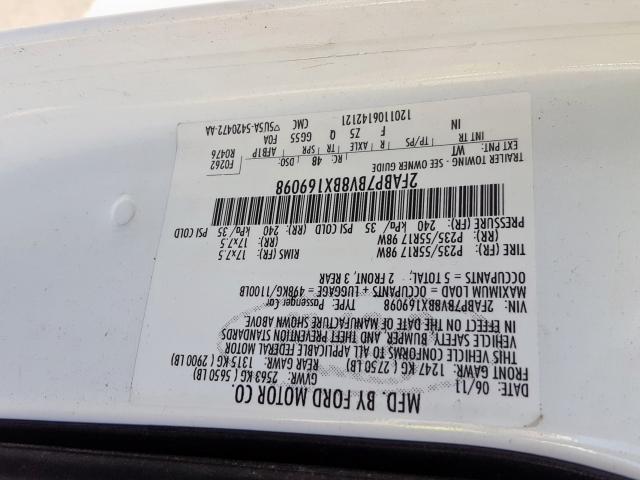 MFD. BY FORD MOTOR CO.
DATE: 06/11 GVWR: 2563 KG ( 5650 LB)
FRONT GAWR: 1247 KG ( 2750 LB) REAR GAWR: 1315 KG ( 2900 LB)
THIS VEHICLE CONFORMS TO ALL APPLICABLE FEDERAL MOTOR
VEHICLE SAFETY, BUMPER, AND THEFT PREVENTION STANDARDS
IN EFFECT ON THE DATE OF MANUFACTURE SHOWN ABOVE
VIN: 2FABP7BV8BX169098 TYPE: Passenger Car
MAXIMUM LOAD = OCCUPANTS + LUGGAGE = 498KG/1100LB
OCCUPANTS = 5 TOTAL, 2 FRONT, 3 REAR
TIRE (FR): P235/55R17 98W RIMS (FR): 17x7.5
(RR): P235/55R17 98W (RR): 17x7.5
PRESSURE (FR): 240 kPa/ 35 PSI COLD (RR): 240 kPa/ 35 PSI COLD
2FABP7BV8BX169098
TRAILER TOWING - SEE OWNER GUIDE
EXT PNT: WT RC: 48 DSO: F0262
R0476
INT TR TP/PS AXLE TR SPR AFB1P
IN F Z5 Q GG55 F0A
1201106142121 CMC ▽5U5A-5420472-AA